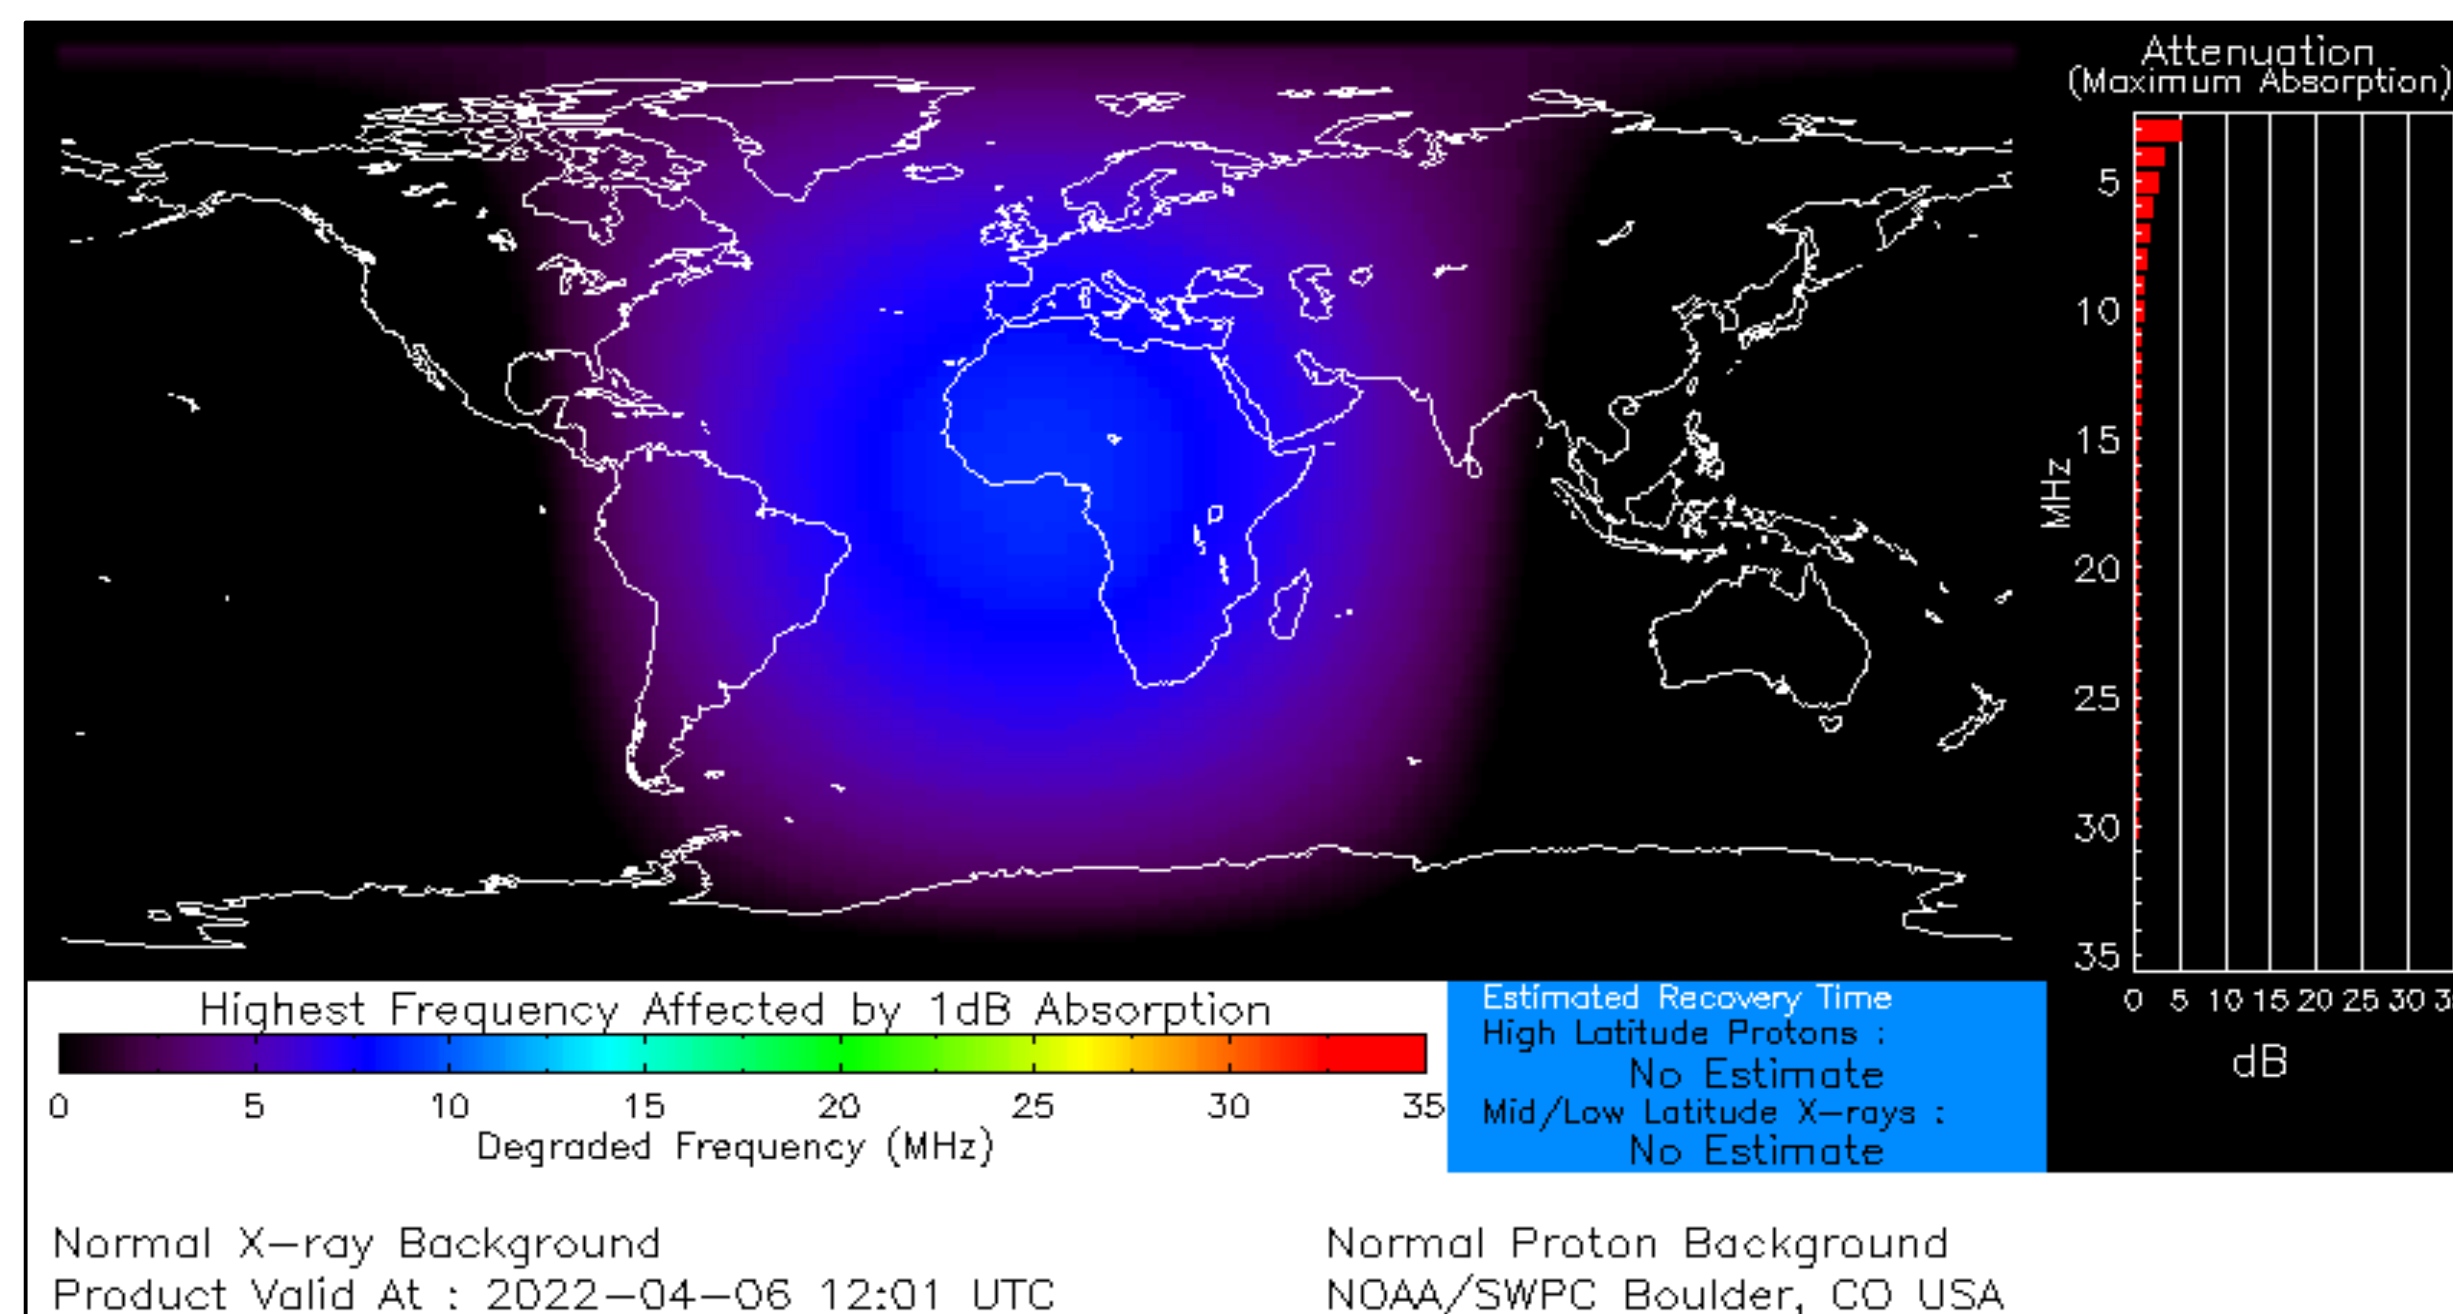 Attenuation
(Maximum Absorption)
5
10
15
20
25
30
35
MHz
0 5 10 15 20 25 30 3
dB
Highest Frequency Affected by 1dB Absorption
0 5 10 15 20 25 30 35
Degraded Frequency (MHz)
Estimated Recovery Time
High Latitude Protons :
No Estimate
Mid/Low Latitude X-rays :
No Estimate
Normal X-ray Background
Normal Proton Background
Product Valid At : 2022-04-06 12:01 UTC
NOAA/SWPC Boulder, CO USA